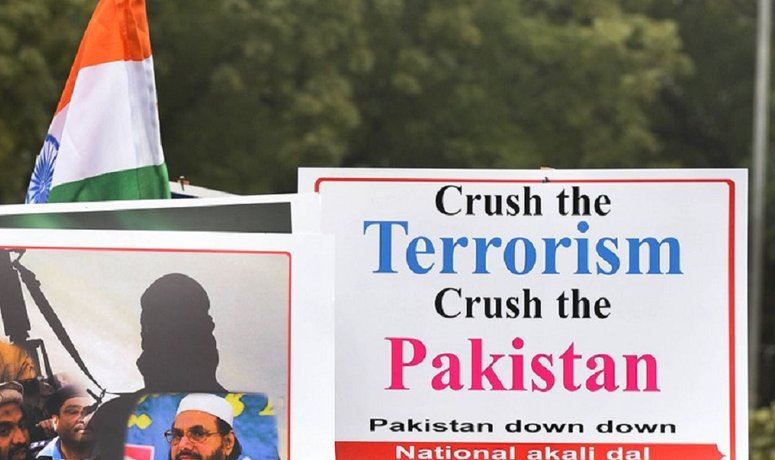 Crush the
Terrorism
Crush the
Pakistan
Pakistan down down
National akali dal